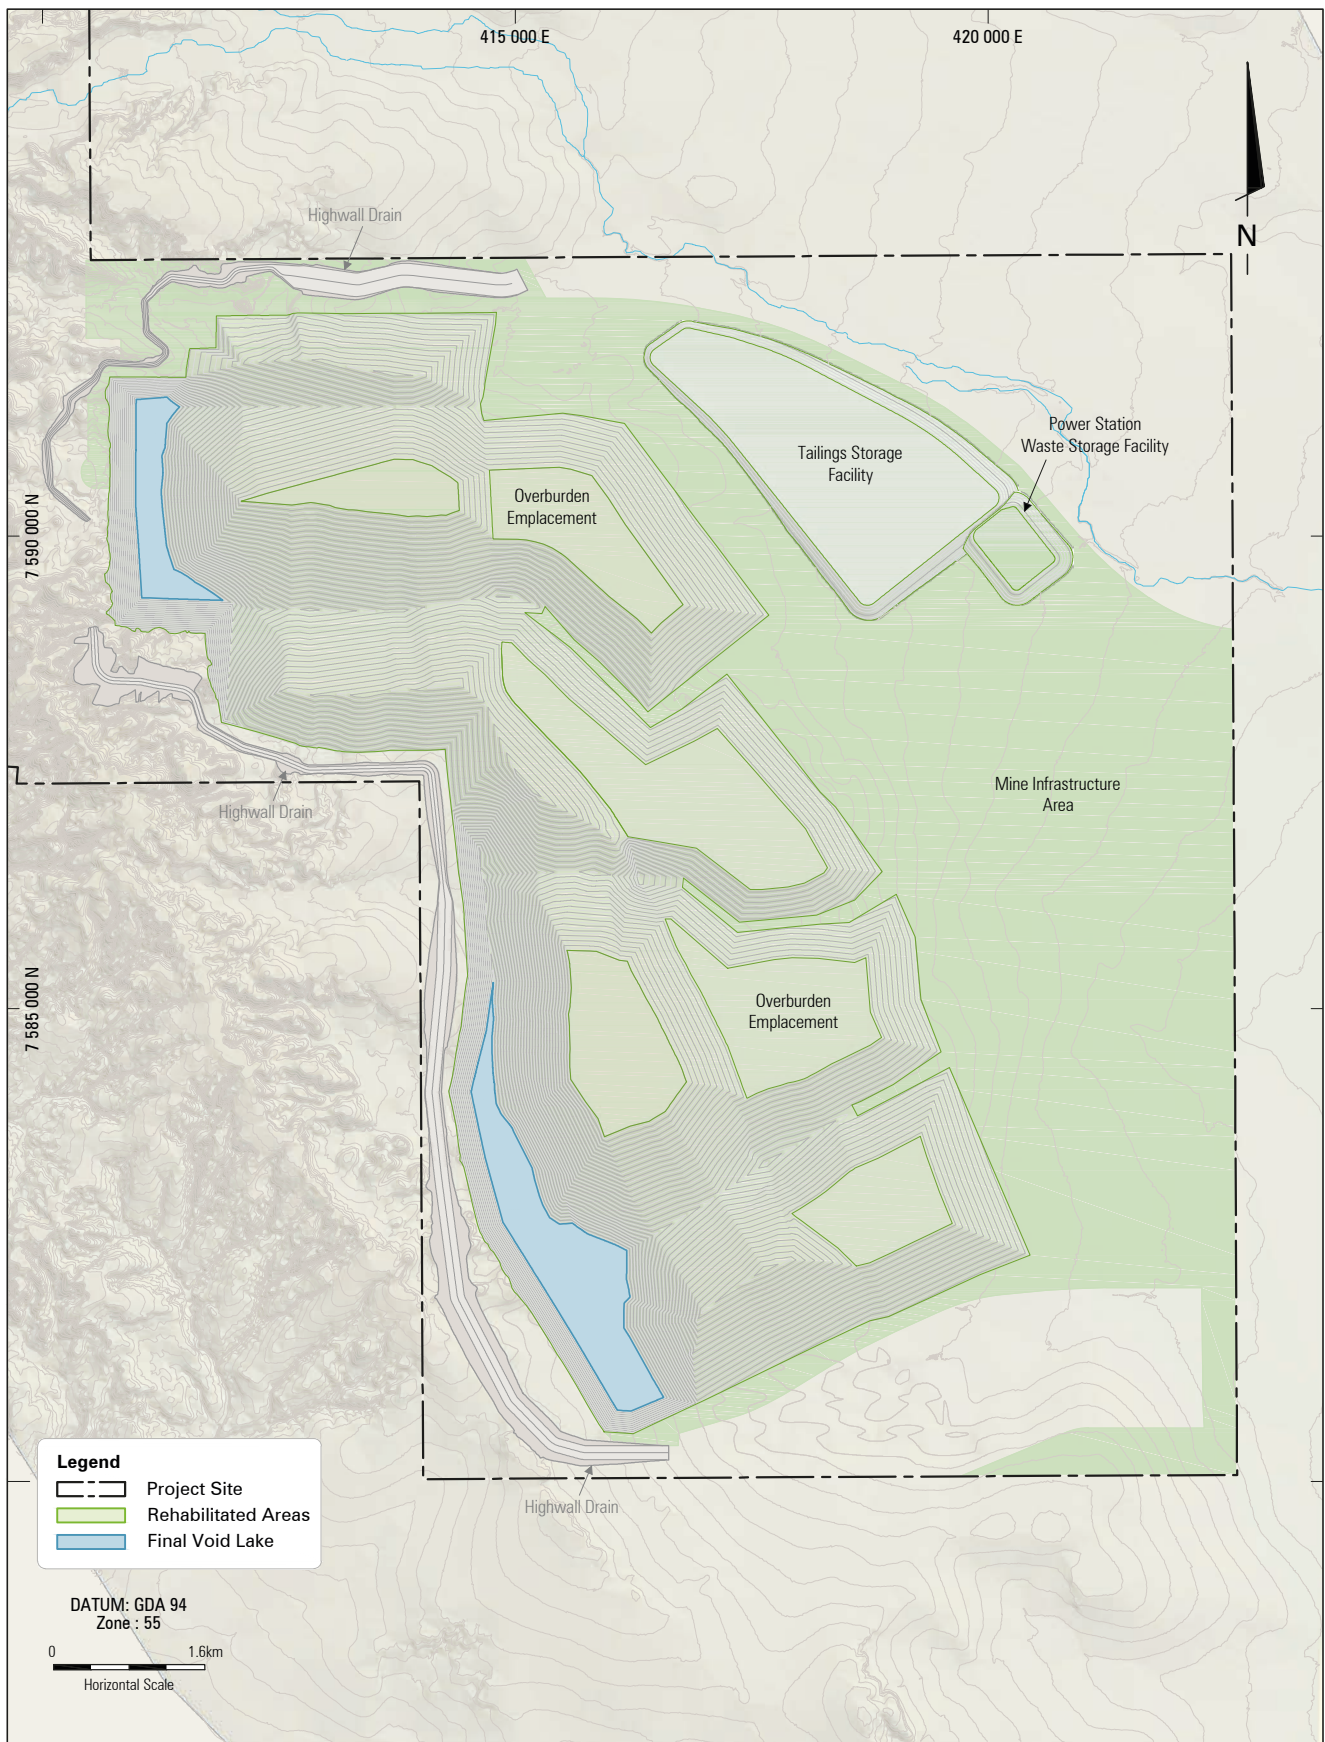 415 000 E
420 000 E
N
Highwall Drain
Power Station
Waste Storage Facility
Tailings Storage
Facility
Overburden
Emplacement
7 590 000 N
Mine Infrastructure
Area
Highwall Drain
7 585 000 N
Overburden
Emplacement
Highwall Drain
Legend
Project Site
Rehabilitated Areas
Final Void Lake
DATUM: GDA 94
Zone : 55
0 1.6km
Horizontal Scale